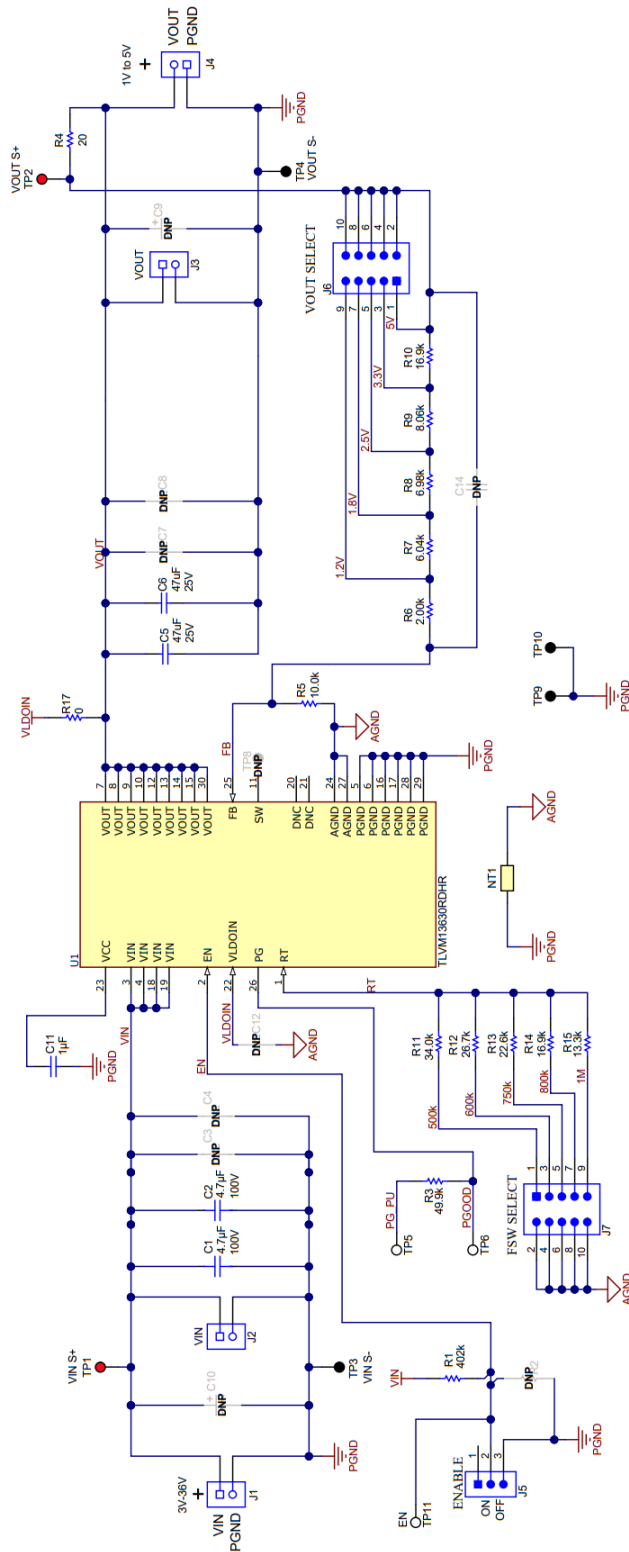 VIN S+
TP1
3V-36V
+
VIN
PGND
J1
+
C10
DNP
VIN
J2
C1
4.7µF
100V
C2
4.7µF
100V
C3
DNP
C4
DNP
TP3
VIN S-
PGND
C11
1µF
PGND
VIN
EN
VLDOIN
C12
DNP
AGND
RT
U1
23
VCC
3
VIN
4
VIN
18
VIN
19
VIN
2
EN
22
VLDOIN
26
PG
1
RT
TLVM13630RDHR
VOUT
7
VOUT
8
VOUT
9
VOUT
10
VOUT
12
VOUT
13
VOUT
14
VOUT
15
VOUT
30
FB
25
SW
11
DNC
20
DNC
21
AGND
24
AGND
27
PGND
5
PGND
6
PGND
16
PGND
17
PGND
28
PGND
29
VLDOIN
R17
0
FB
TP8
DNP
R5
10.0k
AGND
PGND
C5
47uF
25V
C6
47uF
25V
VOUT
C7
DNP
C8
DNP
VOUT
J3
+
C9
DNP
VOUT S+
TP2
R4
20
1V to 5V
+
VOUT
PGND
J4
TP4
VOUT S-
PGND
VOUT SELECT
J6
9
7
5
3
1
10
8
6
4
2
1.2V
1.8V
2.5V
3.3V
5V
R6
2.00k
R7
6.04k
R8
6.98k
R9
8.06k
R10
16.9k
C14
DNP
EN
TP11
ENABLE
ON
OFF
J5
1
2
3
VIN
R1
402k
R2
DNP
PGND
PG_PU
TP5
R3
49.9k
PGOOD
TP6
FSW SELECT
J7
2
4
6
8
10
1
3
5
7
9
AGND
500k
600k
750k
800k
1M
R11
34.0k
R12
26.7k
R13
22.6k
R14
16.9k
R15
13.3k
NT1
PGND
AGND
TP9
TP10
PGND